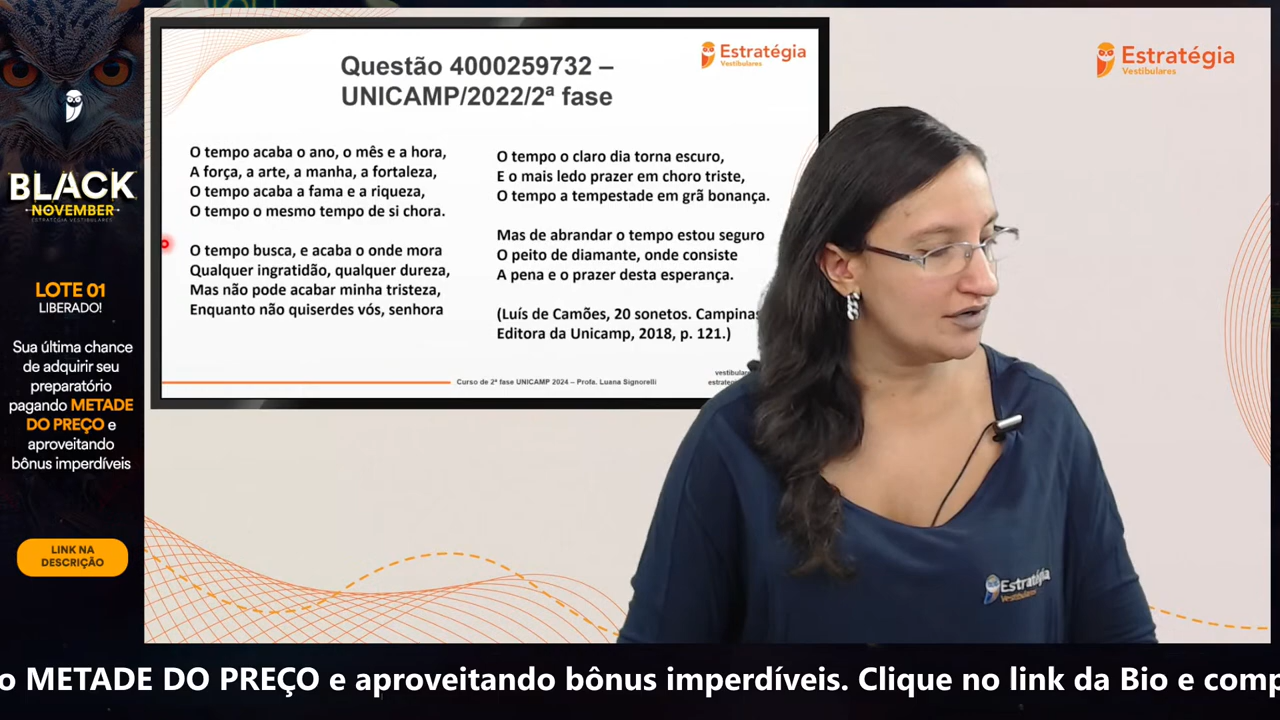 BLACK
NOVEMBER
ESTRATÉGIA VESTIBULARES
LOTE 01
LIBERADO!
Sua última chance
de adquirir seu
preparatório
pagando METADE
DO PREÇO e
aproveitando
bônus imperdíveis
LINK NA
DESCRIÇÃO
Questão 4000259732 –
UNICAMP/2022/2ª fase
Estratégia
Vestibulares
O tempo acaba o ano, o mês e a hora,
A força, a arte, a manha, a fortaleza,
O tempo acaba a fama e a riqueza,
O tempo o mesmo tempo de si chora.
O tempo busca, e acaba o onde mora
Qualquer ingratidão, qualquer dureza,
Mas não pode acabar minha tristeza,
Enquanto não quiserdes vós, senhora
O tempo o claro dia torna escuro,
E o mais ledo prazer em choro triste,
O tempo a tempestade em grã bonança.
Mas de abrandar o tempo estou seguro
O peito de diamante, onde consiste
A pena e o prazer desta esperança.
(Luís de Camões, 20 sonetos. Campinas
Editora da Unicamp, 2018, p. 121.)
Curso de 2ª fase UNICAMP 2024 – Profa. Luana Signorelli
Estratégia
Vestibulares
Estratégia
Vestibulares
o METADE DO PREÇO e aproveitando bônus imperdíveis. Clique no link da Bio e comp